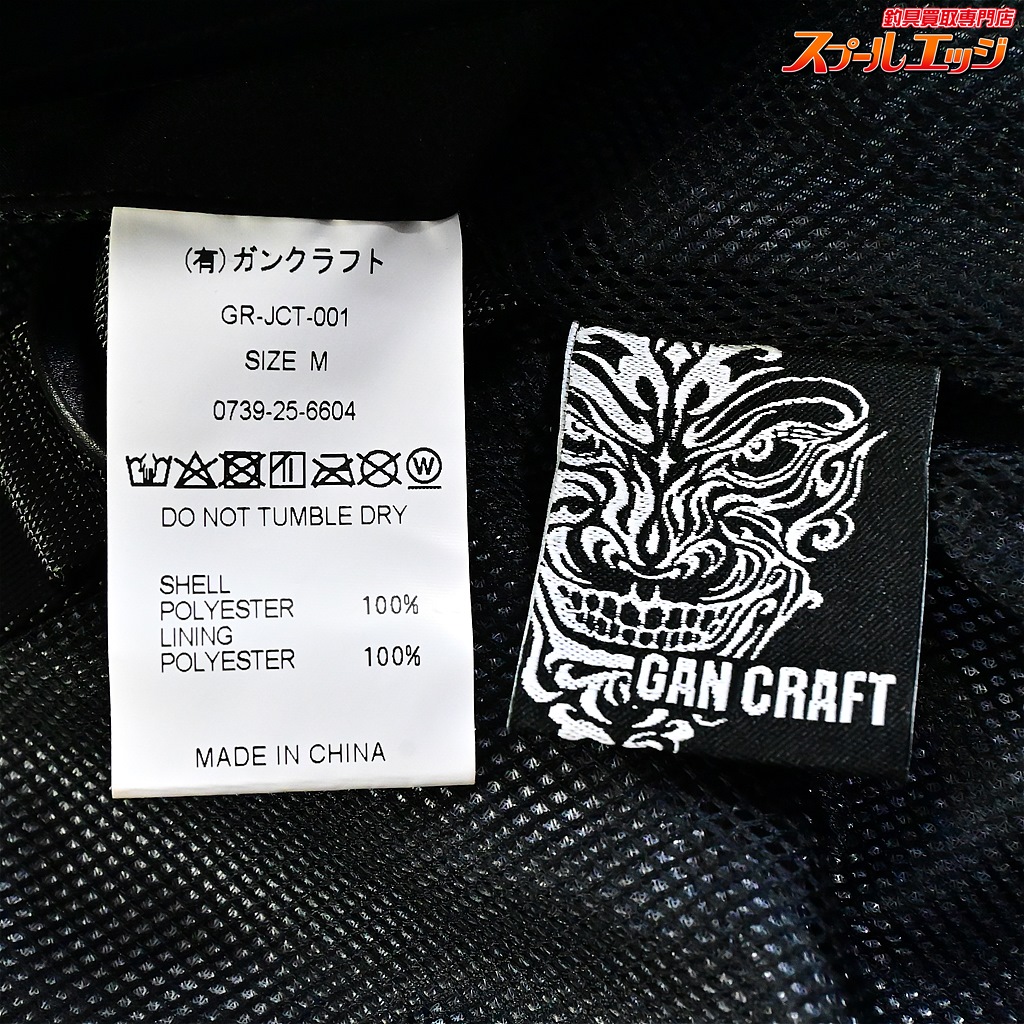 釣具買取専門店
スプールエッジ
(有)ガンクラフト
GR-JCT-001
SIZE M
0739-25-6604
W
DO NOT TUMBLE DRY
SHELL
POLYESTER 100%
LINING
POLYESTER 100%
MADE IN CHINA
GAN CRAFT